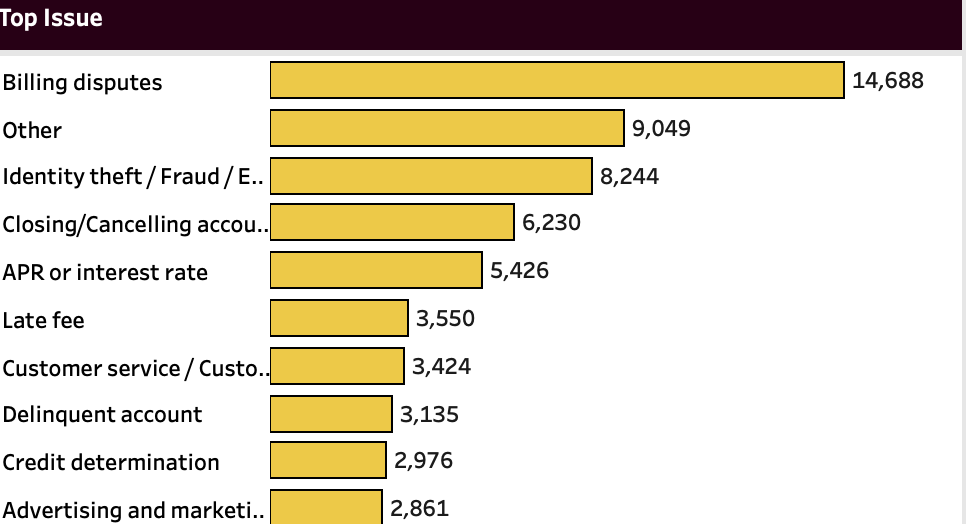 Top Issue
Billing disputes 14,688
Other 9,049
Identity theft / Fraud / E.. 8,244
Closing/Cancelling accou.. 6,230
APR or interest rate 5,426
Late fee 3,550
Customer service / Custo.. 3,424
Delinquent account 3,135
Credit determination 2,976
Advertising and marketi.. 2,861